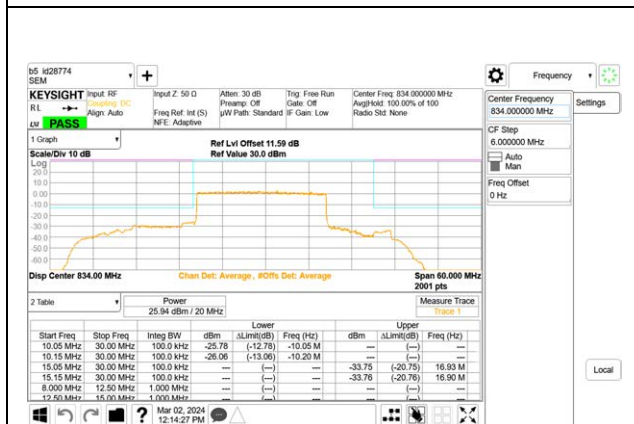 b5 id28774
SEM
Frequency
KEYSIGHT Input: RF Input Z: 50 Ω Atten: 30 dB Trig: Free Run Center Freq: 834.000000 MHz
RL Coupling: DC Preamp: Off Gate: Off Avg|Hold: 100.00% of 100
Align: Auto Freq Ref: Int (S) µW Path: Standard IF Gain: Low Radio Std: None
LM PASS NFE: Adaptive
Center Frequency
834.000000 MHz
Settings
CF Step
6.000000 MHz
Auto
Man
Freq Offset
0 Hz
1 Graph
Ref Lvl Offset 11.59 dB
Scale/Div 10 dB Ref Value 30.0 dBm
Log
20.0
10.0
0.00
-10.0
-20.0
-30.0
-40.0
-50.0
-60.0
Disp Center 834.00 MHz Chan Det: Average , #Offs Det: Average Span 60.000 MHz
2001 pts
2 Table Power Measure Trace
25.94 dBm / 20 MHz Trace 1
Lower Upper
Start Freq Stop Freq Integ BW dBm ΔLimit(dB) Freq (Hz) dBm ΔLimit(dB) Freq (Hz)
10.05 MHz 30.00 MHz 100.0 kHz -25.78 (-12.78) -10.05 M --- (---) ---
10.15 MHz 30.00 MHz 100.0 kHz -26.06 (-13.06) -10.20 M --- (---) ---
15.05 MHz 30.00 MHz 100.0 kHz --- (---) --- -33.75 (-20.75) 16.93 M
15.15 MHz 30.00 MHz 100.0 kHz --- (---) --- -33.76 (-20.76) 16.90 M
8.000 MHz 12.50 MHz 1.000 MHz --- (---) --- --- (---) ---
12.50 MHz 15.00 MHz 1.000 MHz --- (---) --- --- (---) ---
Local
Mar 02, 2024
12:14:27 PM